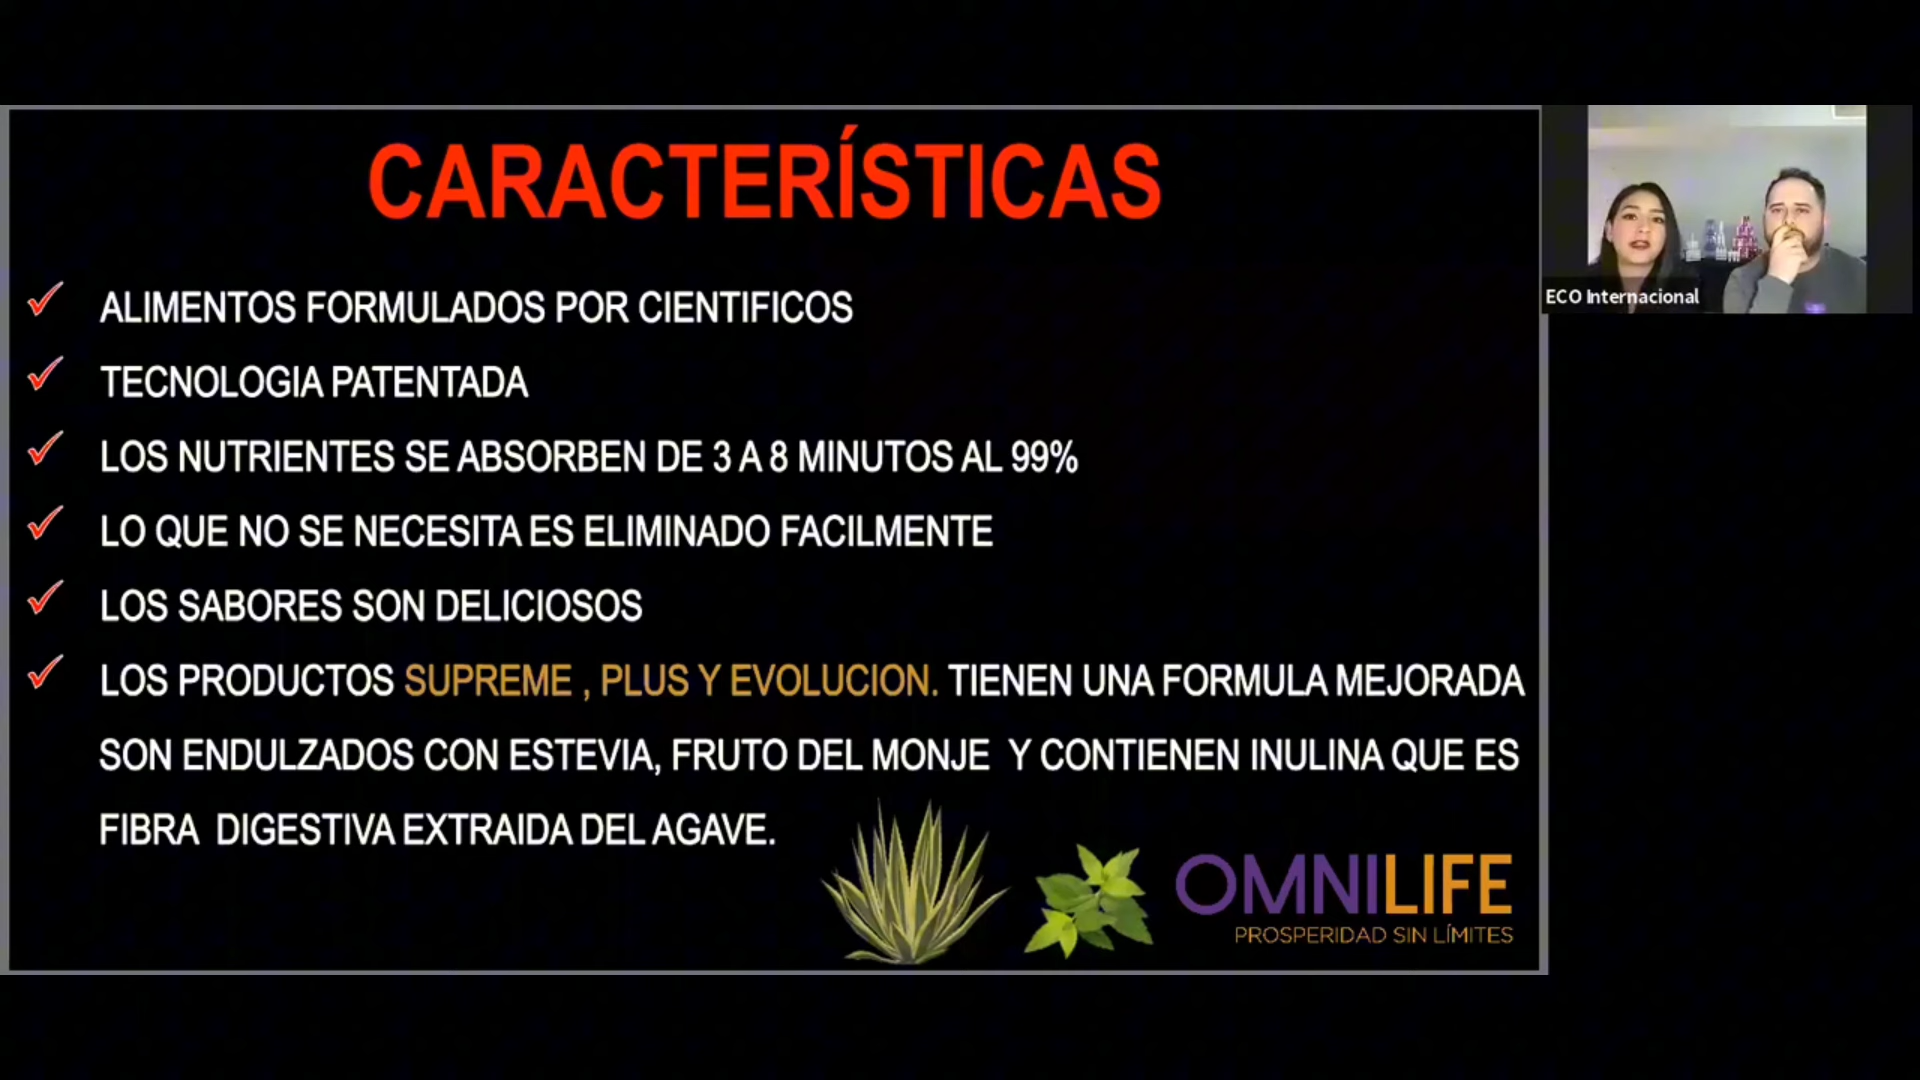 CARACTERÍSTICAS
ALIMENTOS FORMULADOS POR CIENTIFICOS
TECNOLOGIA PATENTADA
LOS NUTRIENTES SE ABSORBEN DE 3 A 8 MINUTOS AL 99%
LO QUE NO SE NECESITA ES ELIMINADO FACILMENTE
LOS SABORES SON DELICIOSOS
LOS PRODUCTOS SUPREME , PLUS Y EVOLUCION. TIENEN UNA FORMULA MEJORADA
SON ENDULZADOS CON ESTEVIA, FRUTO DEL MONJE Y CONTIENEN INULINA QUE ES
FIBRA DIGESTIVA EXTRAIDA DEL AGAVE.
OMNILIFE
PROSPERIDAD SIN LÍMITES
ECO Internacional